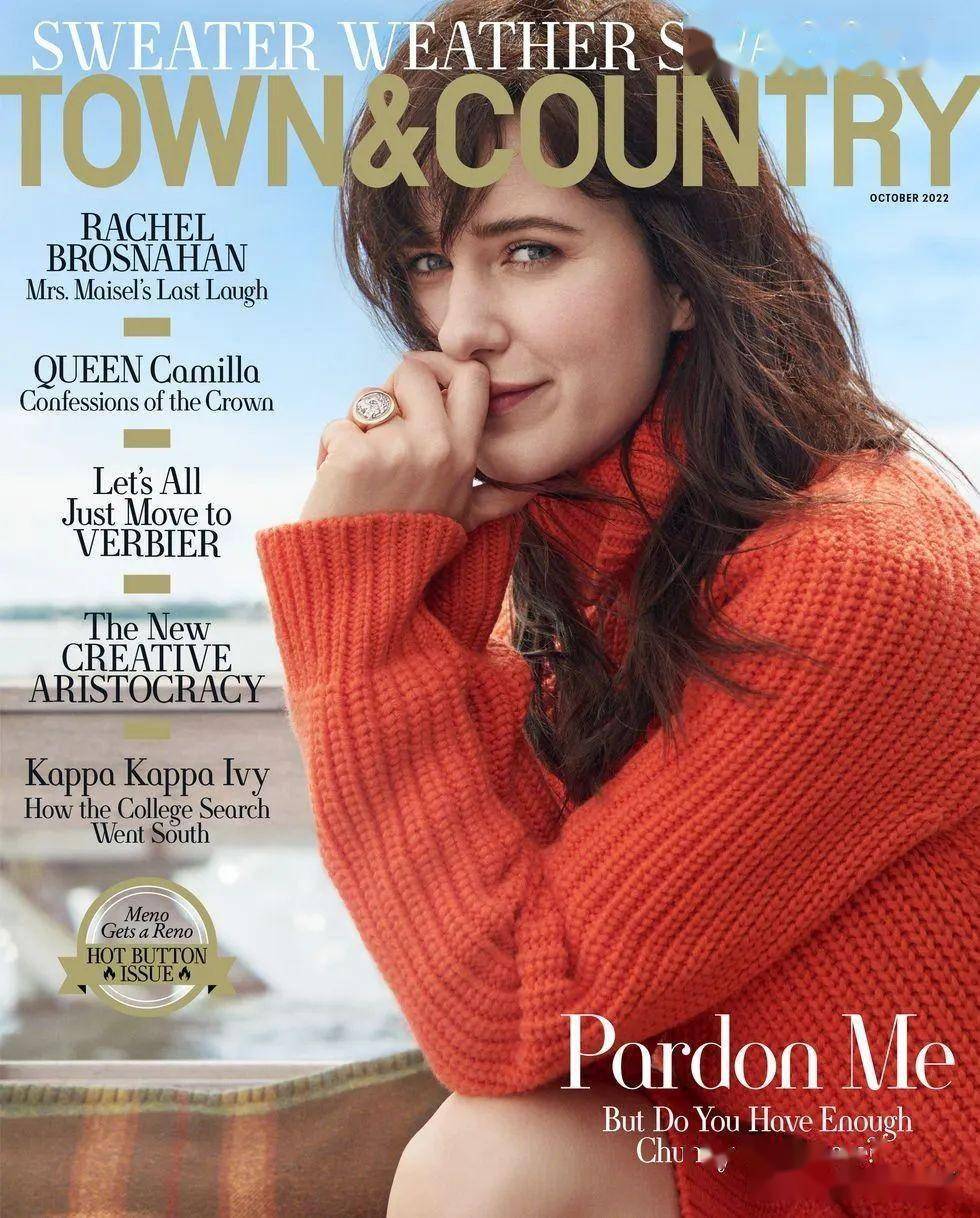 SWEATER WEATHER
TOWN&COUNTRY
OCTOBER 2022
RACHEL
BROSNAHAN
Mrs. Maisel's Last Laugh
QUEEN Camilla
Confessions of the Crown
Let's All
Just Move to
VERBIER
The New
CREATIVE
ARISTOCRACY
Kappa Kappa Ivy
How the College Search
Went South
Meno
Gets a Reno
HOT BUTTON
ISSUE
Pardon Me
But Do You Have Enough